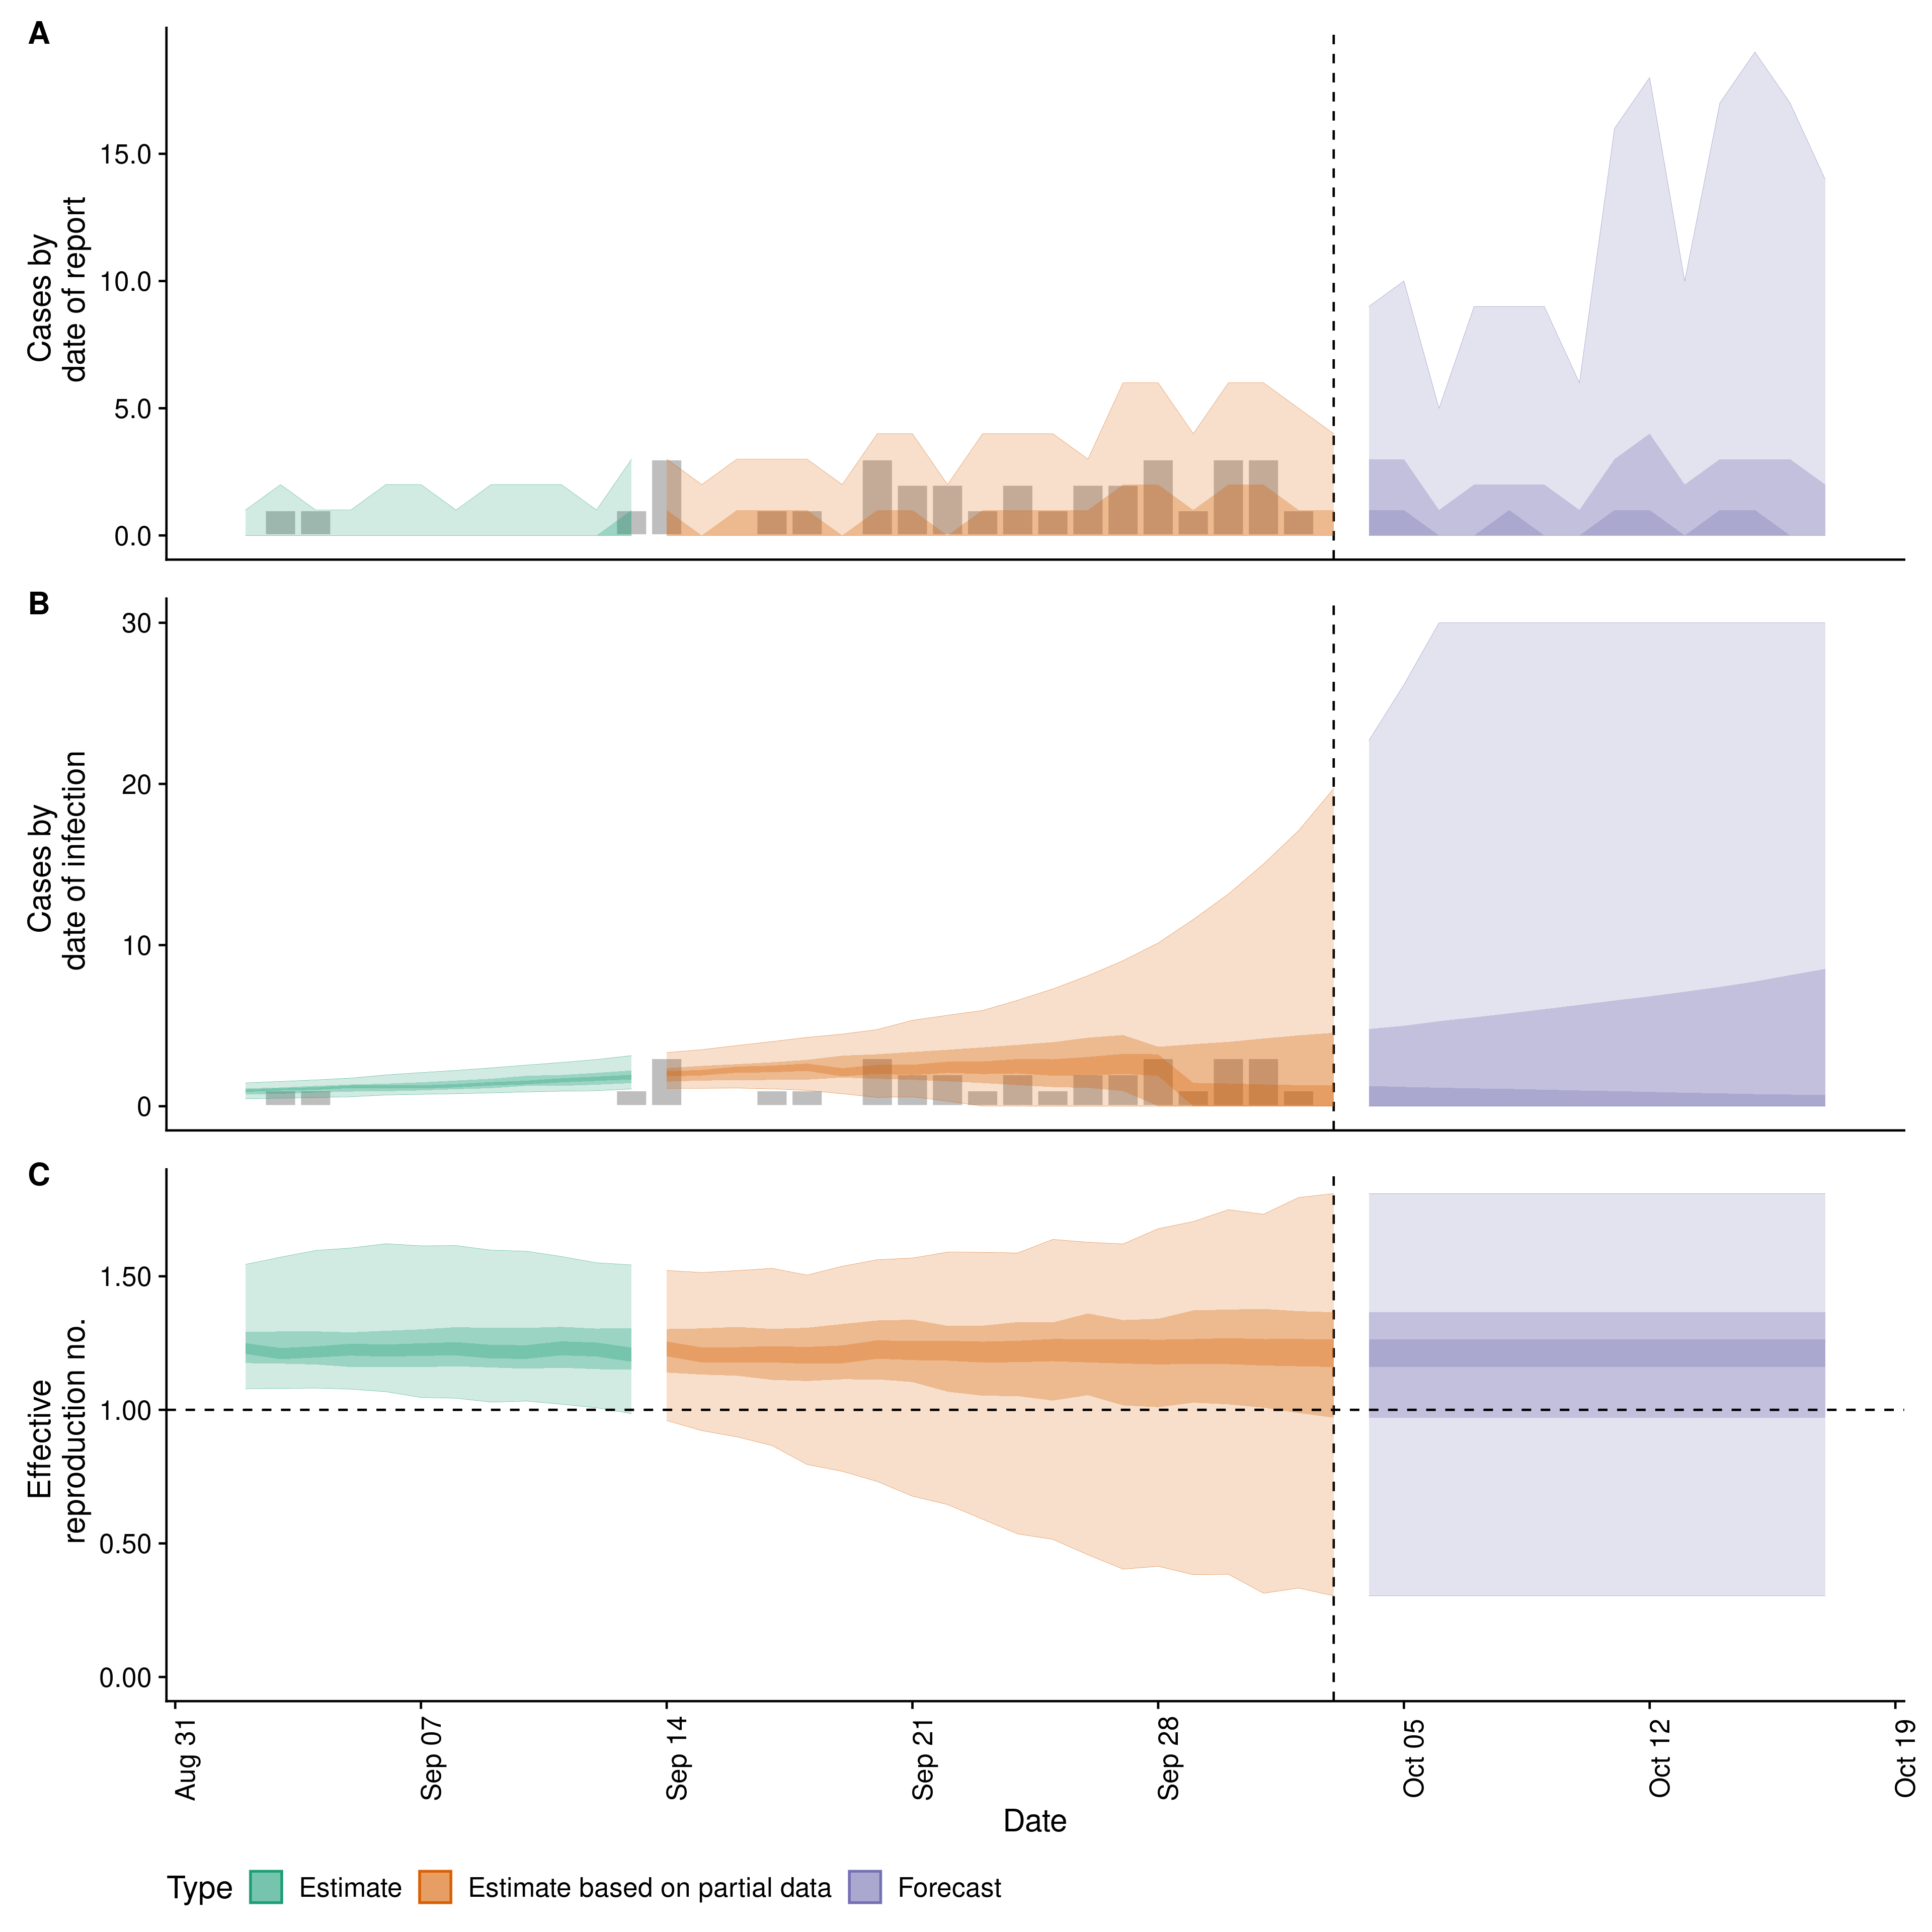 A
Cases by
date of report
15.0
10.0
5.0
0.0
B
Cases by
date of infection
30
20
10
0
C
Effective
reproduction no.
1.50
1.00
0.50
0.00
Aug 31
Sep 07
Sep 14
Sep 21
Sep 28
Oct 05
Oct 12
Oct 19
Date
Type Estimate Estimate based on partial data Forecast